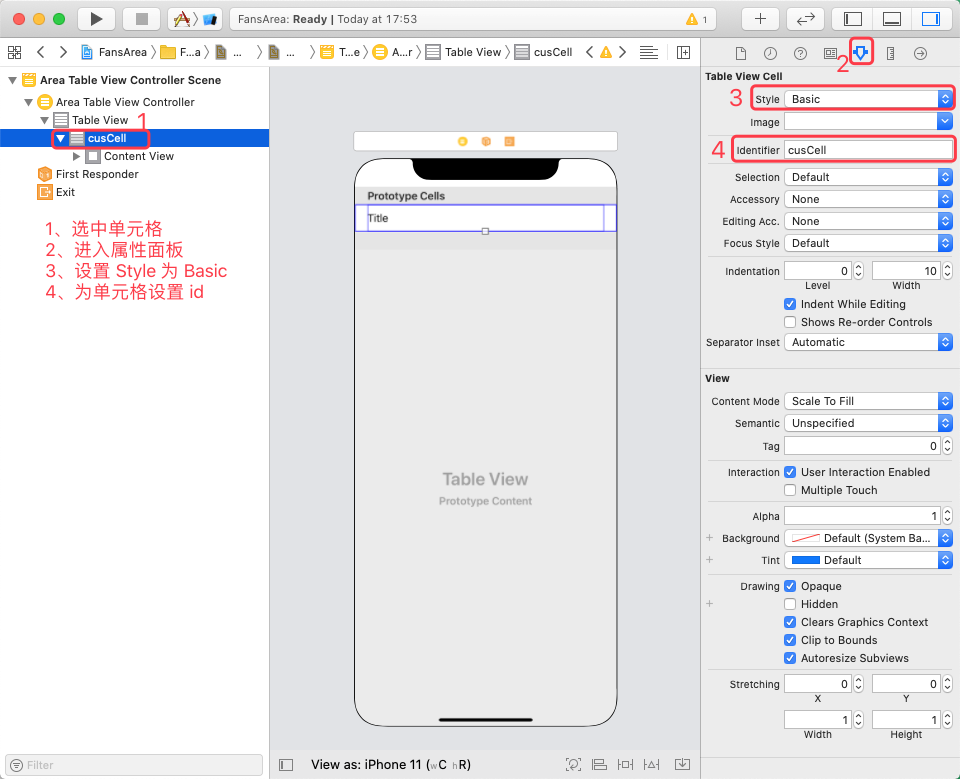 FansArea: Ready | Today at 17:53
1
FansArea
F...a
...
...
T...e
A...r
Table View
cusCell
Area Table View Controller Scene
Area Table View Controller
Table View
1
cusCell
Content View
First Responder
Exit
1、选中单元格
2、进入属性面板
3、设置 Style 为 Basic
4、为单元格设置 id
Filter
Prototype Cells
Title
Table View
Prototype Content
View as: iPhone 11 (wC hR)
2
Table View Cell
3
Style Basic
Image
4
Identifier cusCell
Selection Default
Accessory None
Editing Acc. None
Focus Style Default
Indentation 0 10
Level Width
Indent While Editing
Shows Re-order Controls
Separator Inset Automatic
View
Content Mode Scale To Fill
Semantic Unspecified
Tag 0
Interaction User Interaction Enabled
Multiple Touch
Alpha 1
Background Default (System Ba...
Tint Default
Drawing Opaque
Hidden
Clears Graphics Context
Clip to Bounds
Autoresize Subviews
Stretching 0 0
X Y
1 1
Width Height